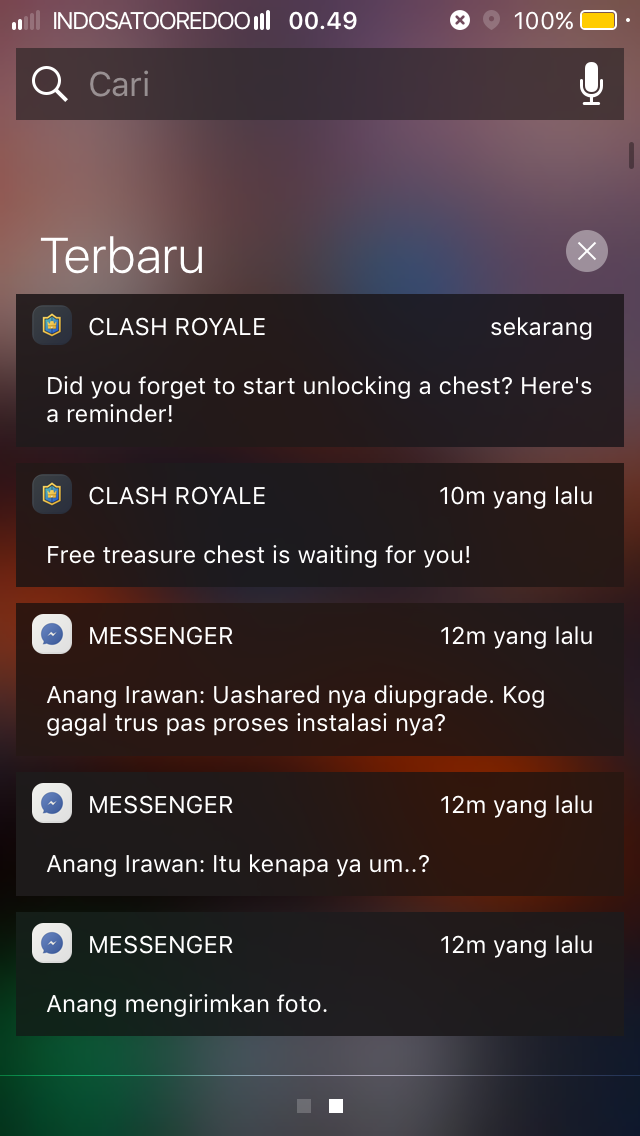 INDOSATOOREDOO 00.49 100%
Cari
Terbaru
CLASH ROYALE sekarang
Did you forget to start unlocking a chest? Here's
a reminder!
CLASH ROYALE 10m yang lalu
Free treasure chest is waiting for you!
MESSENGER 12m yang lalu
Anang Irawan: Uashared nya diupgrade. Kog
gagal trus pas proses instalasi nya?
MESSENGER 12m yang lalu
Anang Irawan: Itu kenapa ya um..?
MESSENGER 12m yang lalu
Anang mengirimkan foto.